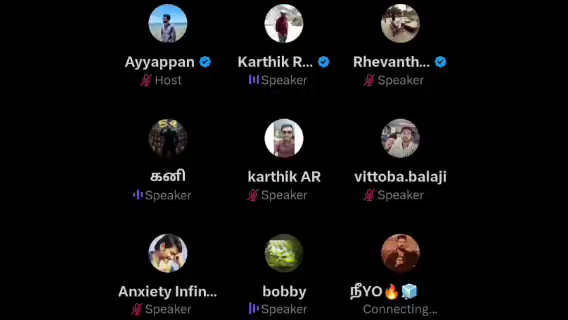 Ayyappan Karthik R... Rhevanth...
Host Speaker Speaker
கனி karthik AR vittoba.balaji
Speaker Speaker Speaker
Anxiety Infin... bobby நீYO🔥🧊
Speaker Speaker Connecting...